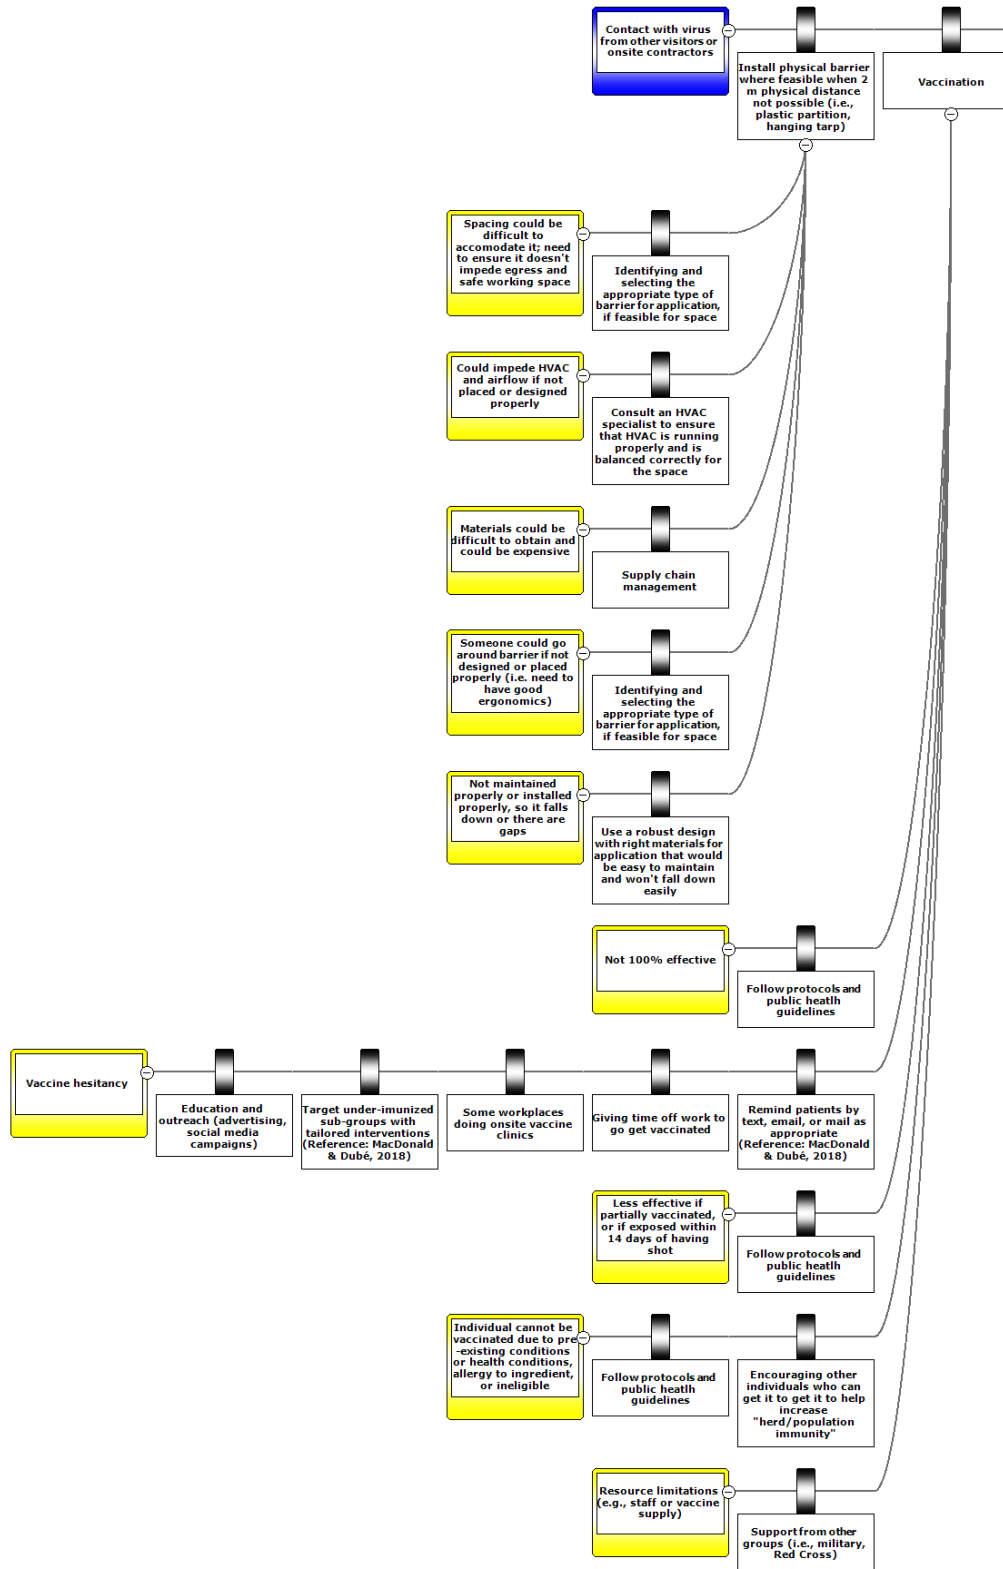 Contact with virus
from other visitors or
onsite contractors
Install physical barrier
where feasible when 2
m physical distance
not possible (i.e.,
plastic partition,
hanging tarp)
Vaccination
Spacing could be
difficult to
accomodate it; need
to ensure it doesn't
impede egress and
safe working space
Identifying and
selecting the
appropriate type of
barrier for application,
if feasible for space
Could impede HVAC
and airflow if not
placed or designed
properly
Consult an HVAC
specialist to ensure
that HVAC is running
properly and is
balanced correctly for
the space
Materials could be
difficult to obtain and
could be expensive
Supply chain
management
Someone could go
around barrier if not
designed or placed
properly (i.e. need to
have good
ergonomics)
Identifying and
selecting the
appropriate type of
barrier for application,
if feasible for space
Not maintained
properly or installed
properly, so it falls
down or there are
gaps
Use a robust design
with right materials for
application that would
be easy to maintain
and won't fall down
easily
Not 100% effective
Follow protocols and
public heatlh
guidelines
Vaccine hesitancy
Education and
outreach (advertising,
social media
campaigns)
Target under-imunized
sub-groups with
tailored interventions
(Reference: MacDonald
& Dubé, 2018)
Some workplaces
doing onsite vaccine
clinics
Giving time off work to
go get vaccinated
Remind patients by
text, email, or mail as
appropriate
(Reference: MacDonald
& Dubé, 2018)
Less effective if
partially vaccinated,
or if exposed within
14 days of having
shot
Follow protocols and
public heatlh
guidelines
Individual cannot be
vaccinated due to pre
-existing conditions
or health conditions,
allergy to ingredient,
or ineligible
Follow protocols and
public heatlh
guidelines
Encouraging other
individuals who can
get it to get it to help
increase
"herd/population
immunity"
Resource limitations
(e.g., staff or vaccine
supply)
Support from other
groups (i.e., military,
Red Cross)